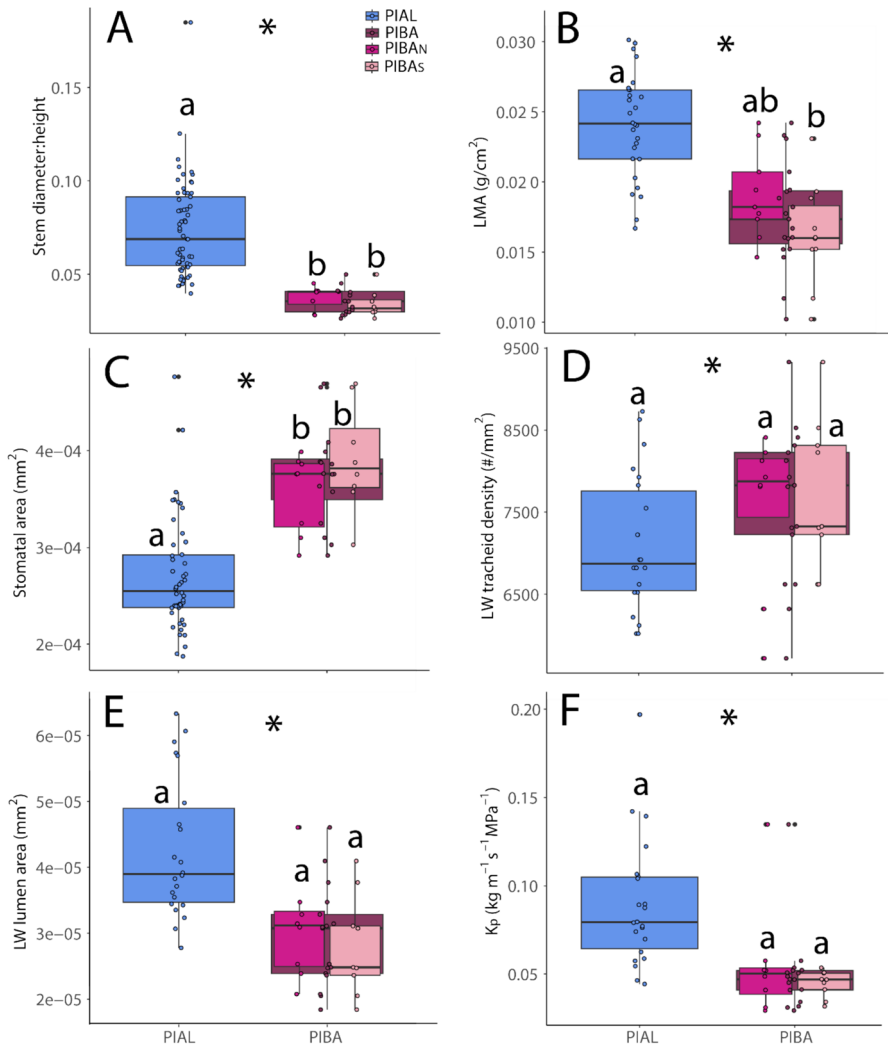 A
*
PIAL
PIBA
PIBAN
PIBAS
Stem diameter:height
0.15
0.10
0.05
a
b
b
B
*
LMA (g/cm²)
0.030
0.025
0.020
0.015
0.010
a
ab
b
C
*
Stomatal area (mm²)
4e−04
3e−04
2e−04
a
b
b
D
*
LW tracheid density (#/mm²)
9500
8500
7500
6500
a
a
a
E
*
LW lumen area (mm²)
6e−05
5e−05
4e−05
3e−05
2e−05
a
a
a
PIAL
PIBA
F
*
Kp (kg m⁻¹ s⁻¹MPa⁻¹)
0.20
0.15
0.10
0.05
a
a
a
PIAL
PIBA